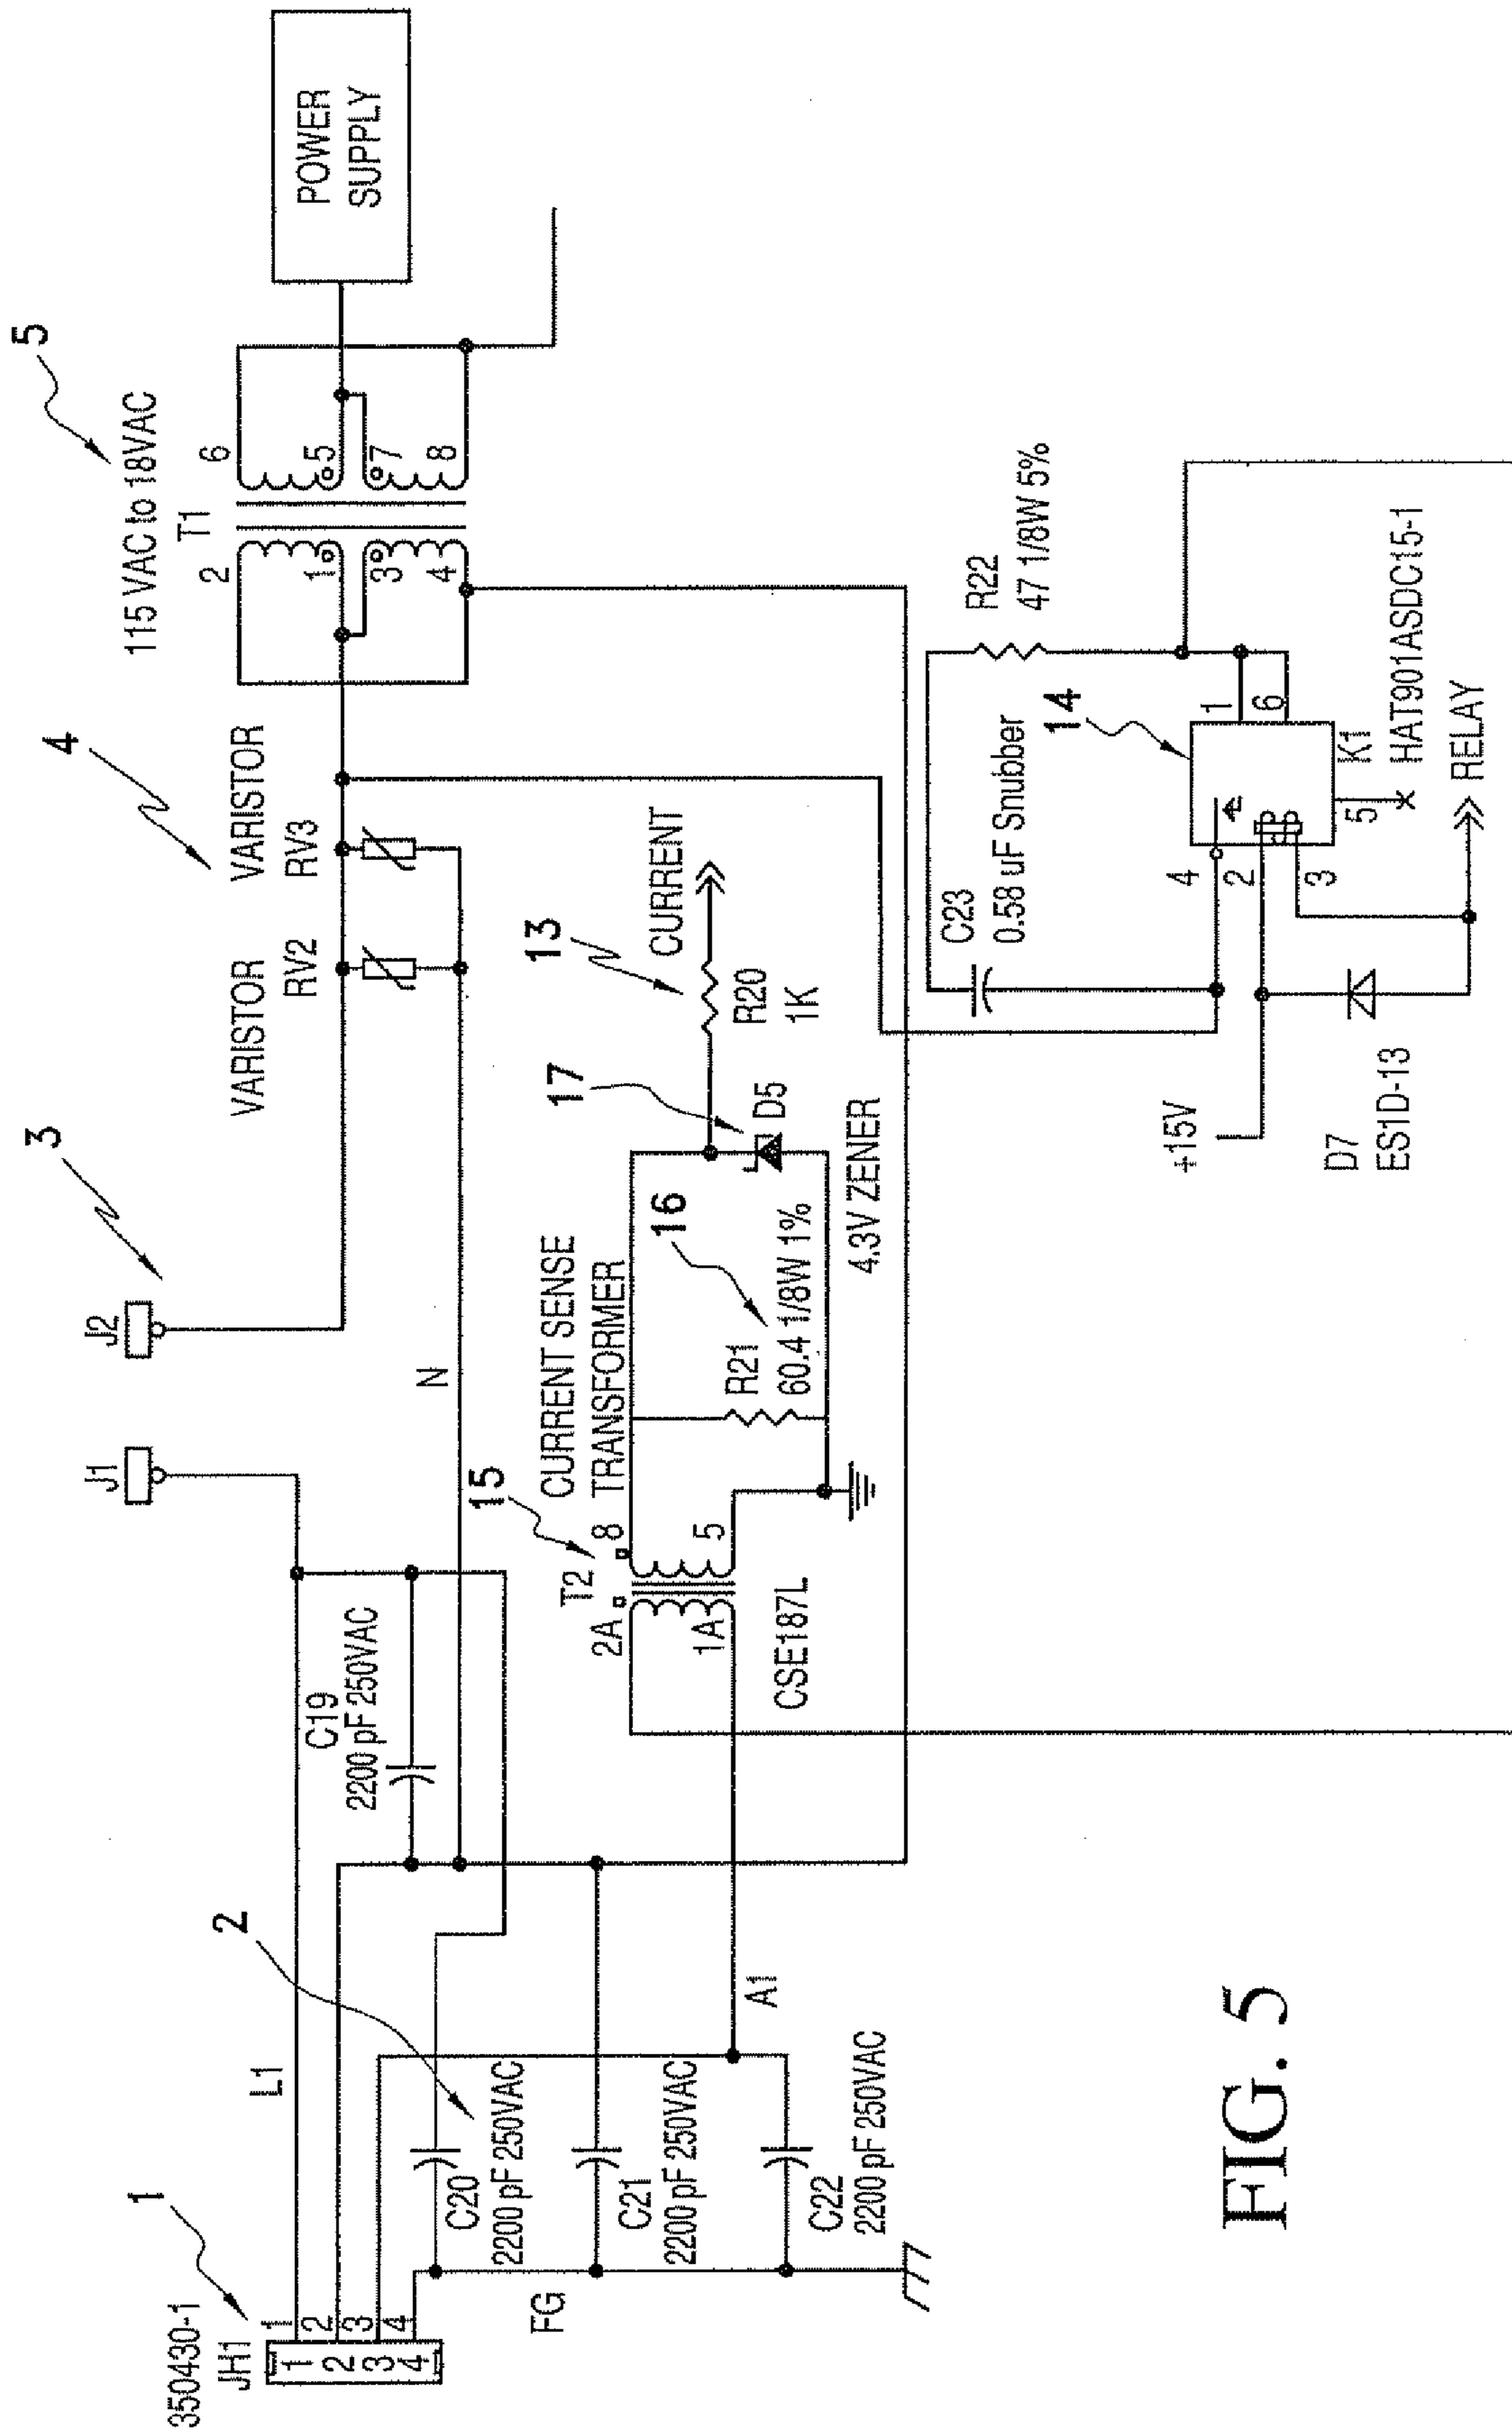 350430-1
JH1
1
1
2
3
4
1
2
3
4
L1
FG
C20
2200 pF 250VAC
2
C21
2200 pF 250VAC
C22
2200 pF 250VAC
A1
C19
2200 pF 250VAC
J1
J2
3
N
VARISTOR
RV2
VARISTOR
RV3
4
115 VAC to 18VAC
T1
5
2
1
3
4
6
5
7
8
POWER
SUPPLY
15
T2
2A
1A
8
5
CSE187L
CURRENT SENSE
TRANSFORMER
R21
60.4 1/8W 1%
16
17
D5
4.3V ZENER
13
R20
1K
CURRENT
C23
0.58 uF Snubber
R22
47 1/8W 5%
14
4
2
3
1
6
5
K1
HAT901ASDC15-1
RELAY
+15V
D7
ES1D-13
FIG. 5